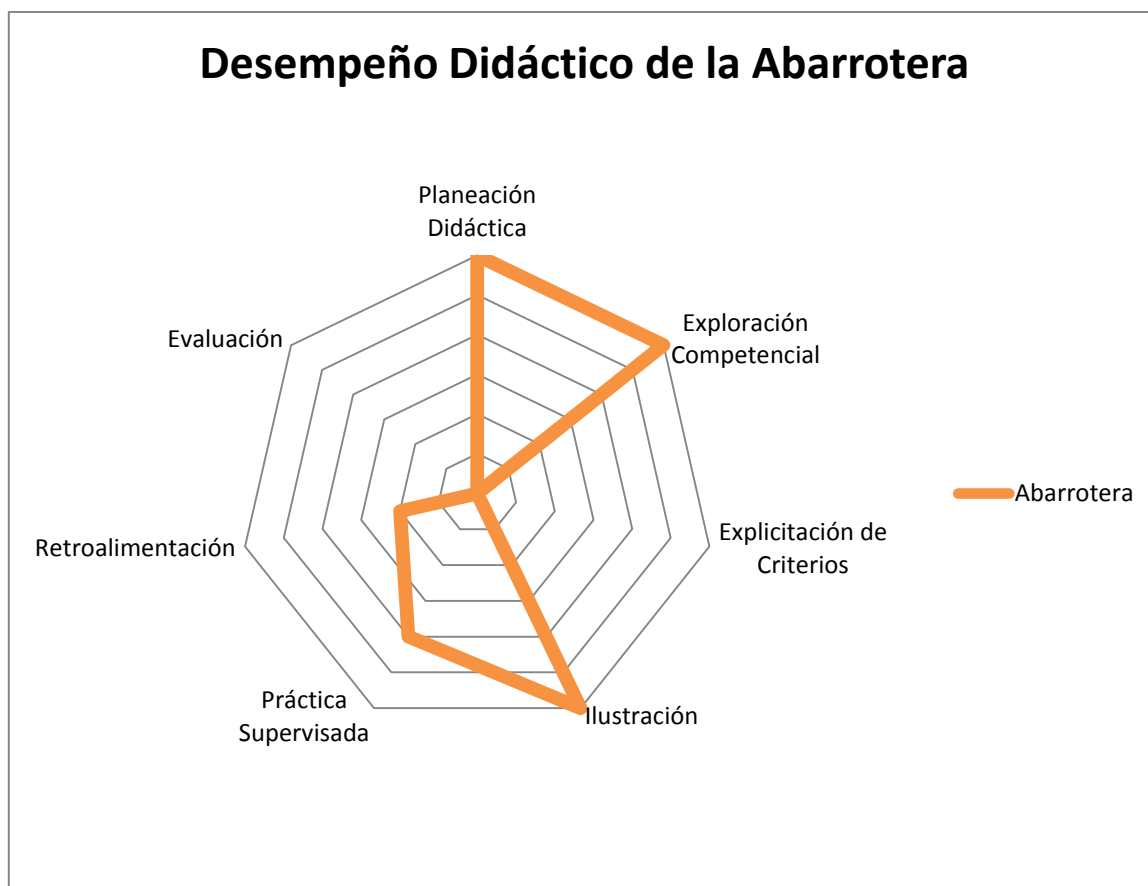 Desempeño Didáctico de la Abarrotera
Planeación
Didáctica
Exploración
Competencial
Explicitación de
Criterios
Ilustración
Práctica
Supervisada
Retroalimentación
Evaluación
Abarrotera